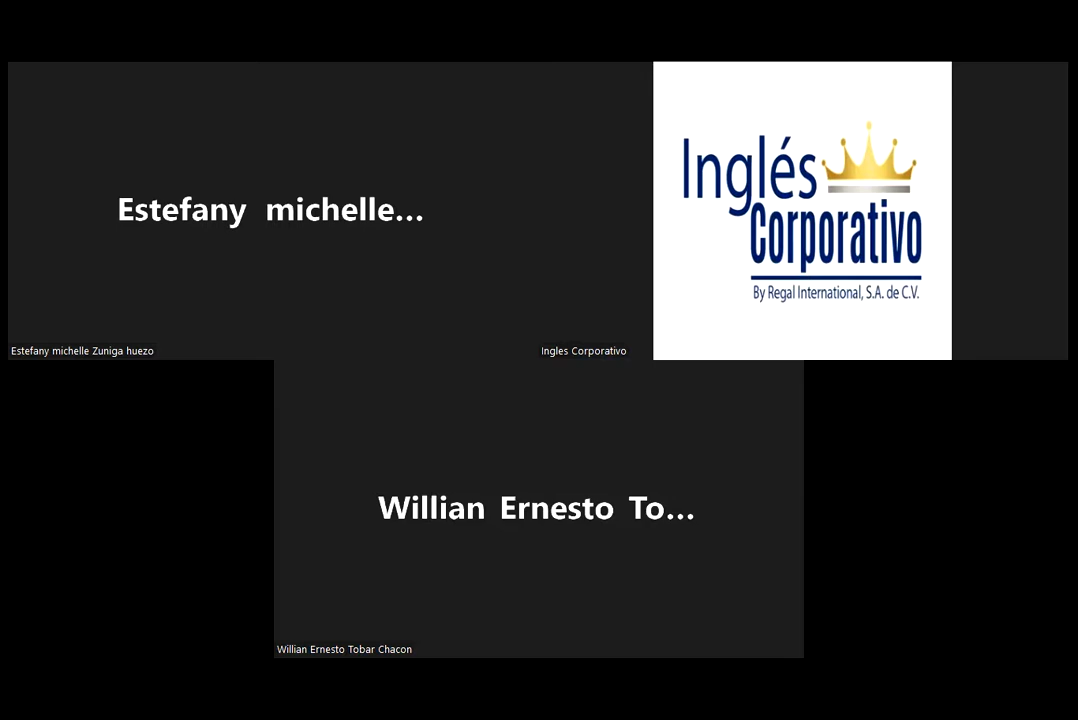 Estefany michelle...
Estefany michelle Zuniga huezo
Inglés
Corporativo
By Regal International, S.A. de C.V.
Ingles Corporativo
Willian Ernesto To...
Willian Ernesto Tobar Chacon